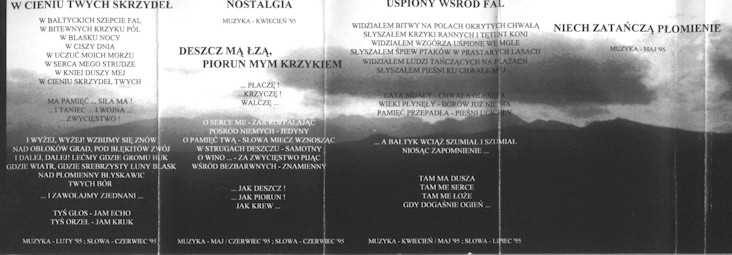 W CIENIU TWYCH SKRZYDEŁ
W BAŁTYCKICH SZEPCIE FAL
W BITEWNYCH KRZYKU PÓL
W BLASKU NOCY
W CISZY DNIA
W UCZUĆ MOICH MORZU
W SERCA MEGO STRUDZE
W KNIEI DUSZY MEJ
W CIENIU SKRZYDEŁ TWYCH
MA PAMIĘĆ ... SIŁA MA !
... I TANIEC ... I WOJNA ...
... ZWYCIĘSTWO !
I WYŻEJ, WYŻEJ! WZBIJMY SIĘ ZNÓW
NAD OBŁOKÓW GRAD, POD BŁĘKITÓW ZWÓJ
I DALEJ, DALEJ! LEĆMY GDZIE GROMU HUK
GDZIE WIATR, GDZIE SREBRZYSTY LUNY BLASK
NAD PŁOMIENNY BŁYSKAWIC
TWYCH BÓR
... I ZAWOŁAJMY ZJEDNANI ...
TYŚ GŁOS - JAM ECHO
TYŚ ORZEŁ - JAM KRUK
MUZYKA - LUTY '95 ; SŁOWA - CZERWIEC '95
NOSTALGIA
MUZYKA - KWIECIEŃ '95
DESZCZ MĄ ŁZĄ,
PIORUN MYM KRZYKIEM
... PŁACZĘ !
... KRZYCZĘ !
WALCZĘ ...
O SERCE ME - ŻAR ROZPALAJĄC
POŚRÓD NIEMYCH - JEDYNY
O PAMIĘĆ TWĄ - SŁOWA MIECZ WZNOSZĄC
W STRUGACH DESZCZU - SAMOTNY
O WINO ... - ZA ZWYCIĘSTWO PIJĄC
WŚRÓD BEZBARWNYCH - ZNAMIENNY
... JAK DESZCZ !
... JAK PIORUN !
JAK KREW ...
MUZYKA - MAJ / CZERWIEC '95 ; SŁOWA - CZERWIEC '95
UŚPIONY WŚRÓD FAL
WIDZIAŁEM BITWY NA POLACH OKRYTYCH CHWAŁĄ
SŁYSZAŁEM KRZYKI RANNYCH I TĘTENT KONI
WIDZIAŁEM WZGÓRZA UŚPIONE WE MGLE
SŁYSZAŁEM ŚPIEW PTAKÓW W PRASTARYCH LASACH
WIDZIAŁEM LUDZI TAŃCZĄCYCH NA PLAŻACH
SŁYSZAŁEM PIEŚNI KU CHWALE MEJ
LATA MIJAŁY - CHWAŁA ODESZŁA
WIEKI PŁYNĘŁY - BORÓW JUŻ NIE MA
PAMIĘĆ PRZEPADŁA - PIEŚNI UCICHŁY
... A BAŁTYK WCIĄŻ SZUMIAŁ I SZUMIAŁ
NIOSĄC ZAPOMNIENIE ...
TAM MA DUSZA
TAM ME SERCE
TAM ME ŁOŻE
GDY DOGAŚNIE OGIEŃ ...
MUZYKA - KWIECIEŃ / MAJ '95 ; SŁOWA - LIPIEC '95
NIECH ZATAŃCZĄ PŁOMIENIE
MUZYKA - MAJ '95